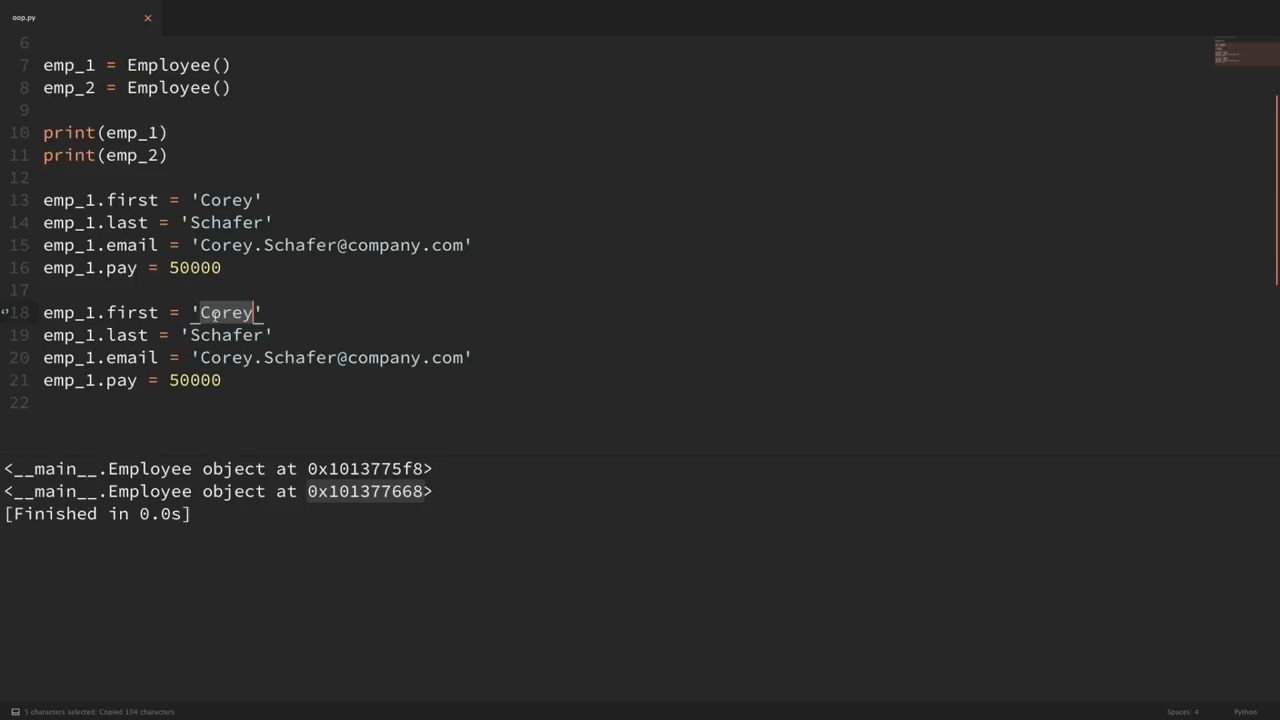 oop.py ×
6
7 emp_1 = Employee()
8 emp_2 = Employee()
9
10 print(emp_1)
11 print(emp_2)
12
13 emp_1.first = 'Corey'
14 emp_1.last = 'Schafer'
15 emp_1.email = 'Corey.Schafer@company.com'
16 emp_1.pay = 50000
17
18 emp_1.first = 'Corey'
19 emp_1.last = 'Schafer'
20 emp_1.email = 'Corey.Schafer@company.com'
21 emp_1.pay = 50000
22
<__main__.Employee object at 0x1013775f8>
<__main__.Employee object at 0x101377668>
[Finished in 0.0s]
5 characters selected; Copied 104 characters
Spaces: 4
Python